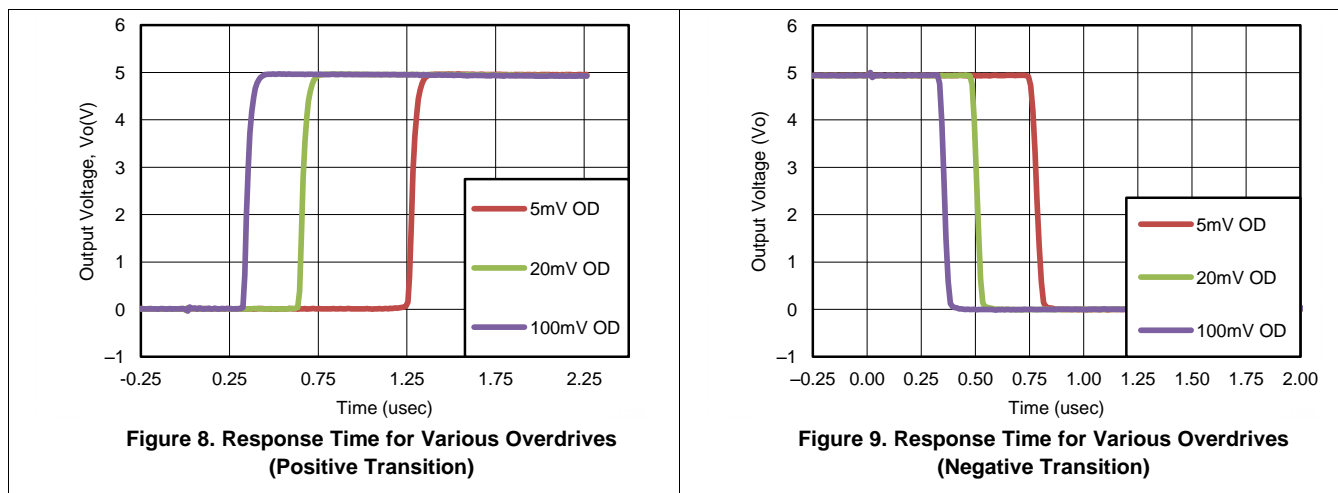 6
5
4
3
2
1
0
–1
Output Voltage, Vo(V)
5mV OD
20mV OD
100mV OD
-0.25 0.25 0.75 1.25 1.75 2.25
Time (usec)
Figure 8. Response Time for Various Overdrives
(Positive Transition)
6
5
4
3
2
1
0
–1
Output Voltage (Vo)
5mV OD
20mV OD
100mV OD
–0.25 0.00 0.25 0.50 0.75 1.00 1.25 1.50 1.75 2.00
Time (usec)
Figure 9. Response Time for Various Overdrives
(Negative Transition)